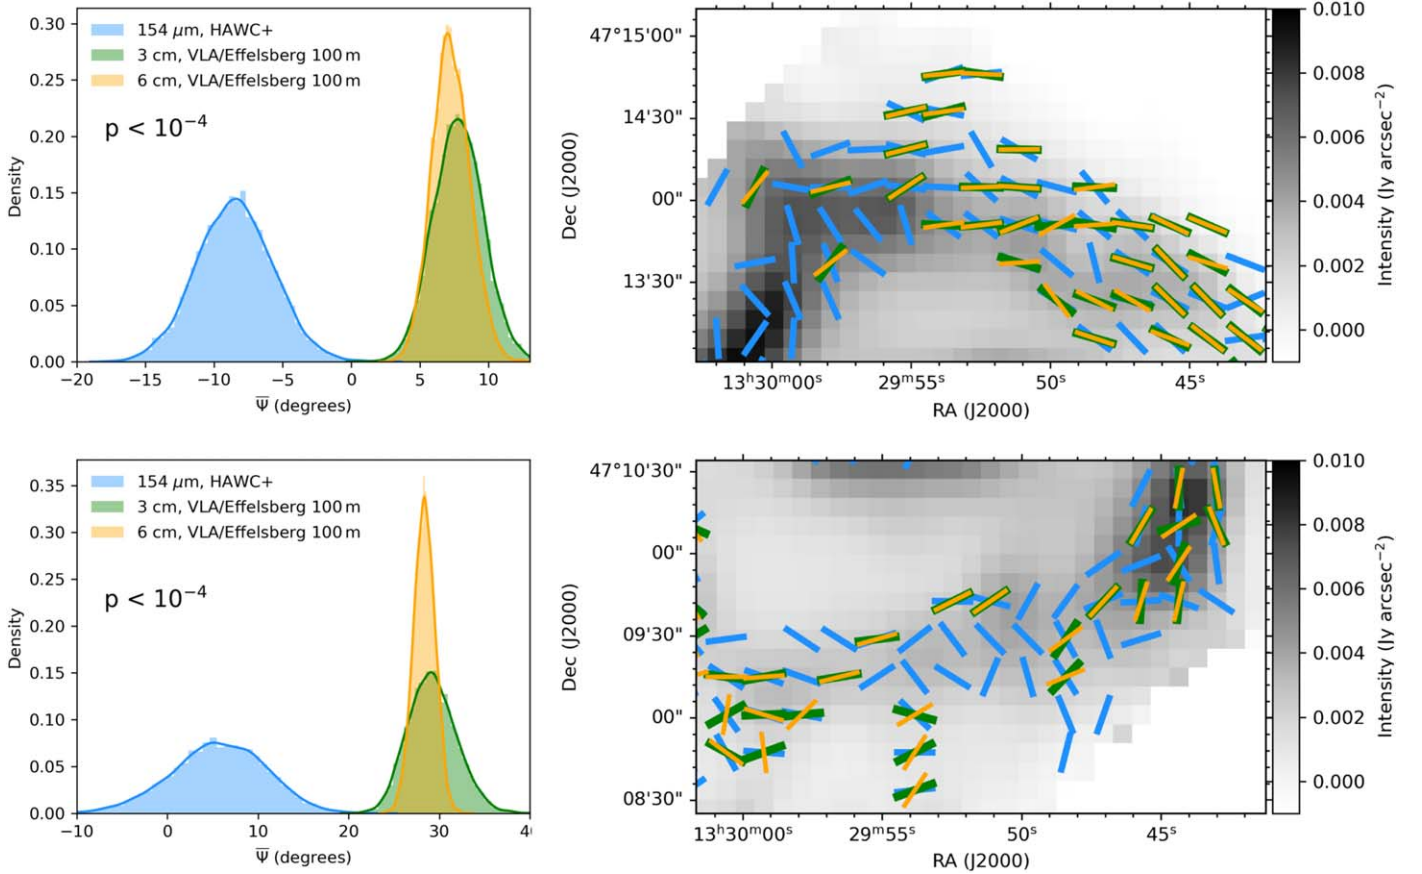 0.30
0.25
0.20
0.15
0.10
0.05
0.00
Density
154 μm, HAWC+
3 cm, VLA/Effelsberg 100 m
6 cm, VLA/Effelsberg 100 m
p < 10⁻⁴
−20 −15 −10 −5 0 5 10
Ψ̅ (degrees)
47°15'00"
14'30"
00"
13'30"
Dec (J2000)
13ʰ30ᵐ00ˢ 29ᵐ55ˢ 50ˢ 45ˢ
RA (J2000)
0.010
0.008
0.006
0.004
0.002
0.000
Intensity (Jy arcsec⁻²)
0.35
0.30
0.25
0.20
0.15
0.10
0.05
0.00
Density
154 μm, HAWC+
3 cm, VLA/Effelsberg 100 m
6 cm, VLA/Effelsberg 100 m
p < 10⁻⁴
−10 0 10 20 30
Ψ̅ (degrees)
47°10'30"
00"
09'30"
00"
08'30"
Dec (J2000)
13ʰ30ᵐ00ˢ 29ᵐ55ˢ 50ˢ 45ˢ
RA (J2000)
0.010
0.008
0.006
0.004
0.002
0.000
Intensity (Jy arcsec⁻²)